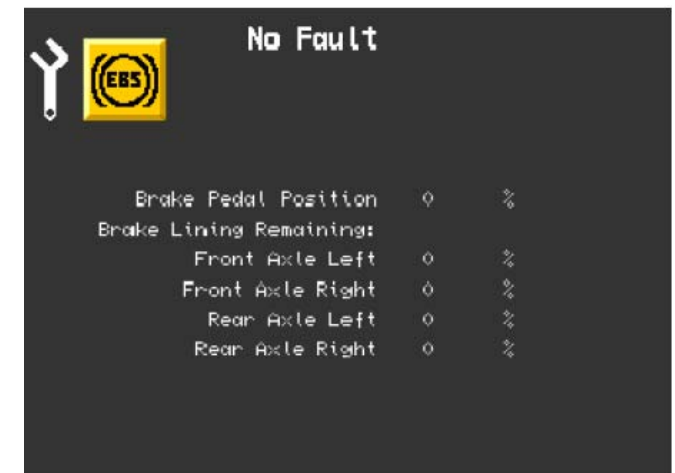 No Fault
EBS
Brake Pedal Position 0 %
Brake Lining Remaining:
Front Axle Left 0 %
Front Axle Right 0 %
Rear Axle Left 0 %
Rear Axle Right 0 %